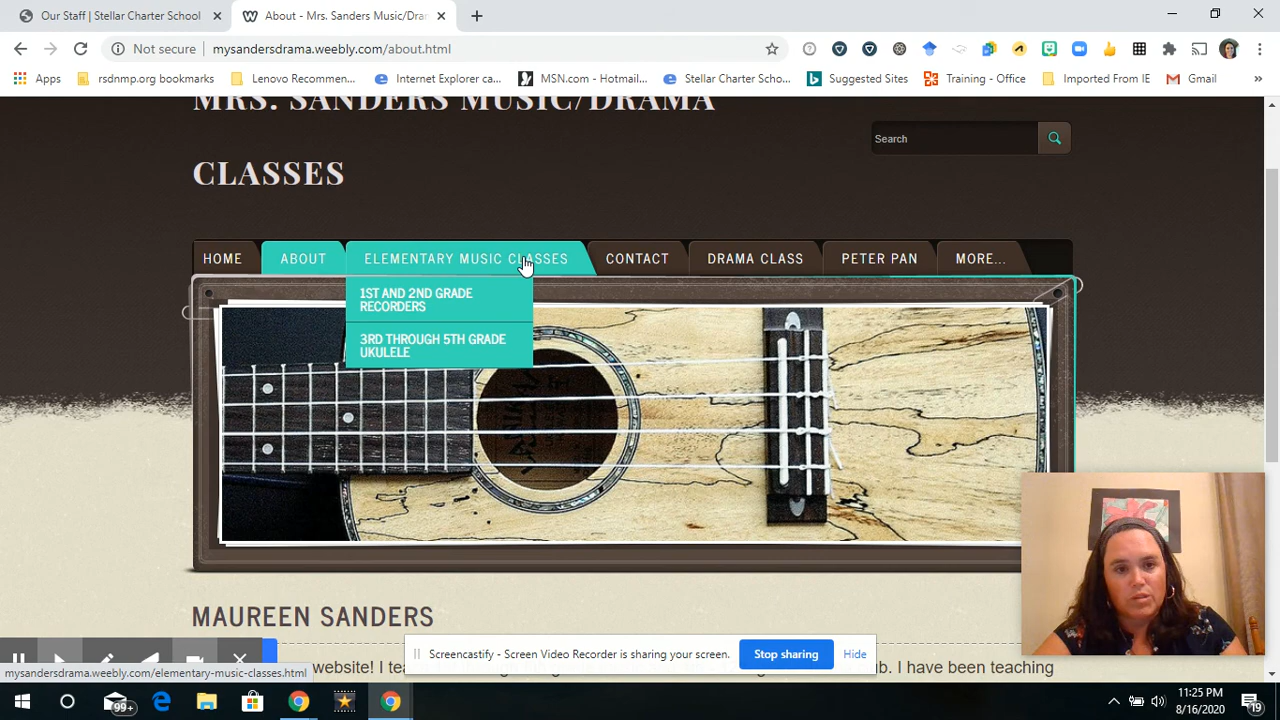 Our Staff | Stellar Charter School
About - Mrs. Sanders Music/Dra
Not secure | mysandersdrama.weebly.com/about.html
Apps rsdnmp.org bookmarks Lenovo Recommen... Internet Explorer ca... MSN.com - Hotmail... Stellar Charter Scho... Suggested Sites Training - Office Imported From IE Gmail »
MRS. SANDERS MUSIC/DRAMA
CLASSES
Search
HOME ABOUT ELEMENTARY MUSIC CLASSES CONTACT DRAMA CLASS PETER PAN MORE...
1ST AND 2ND GRADE
RECORDERS
3RD THROUGH 5TH GRADE
UKULELE
MAUREEN SANDERS
Screencastify - Screen Video Recorder is sharing your screen. Stop sharing Hide
website! I
I have been teaching
mysandersdrama.weebly.com/elementary-music-classes.html
99+
11:25 PM
8/16/2020
19